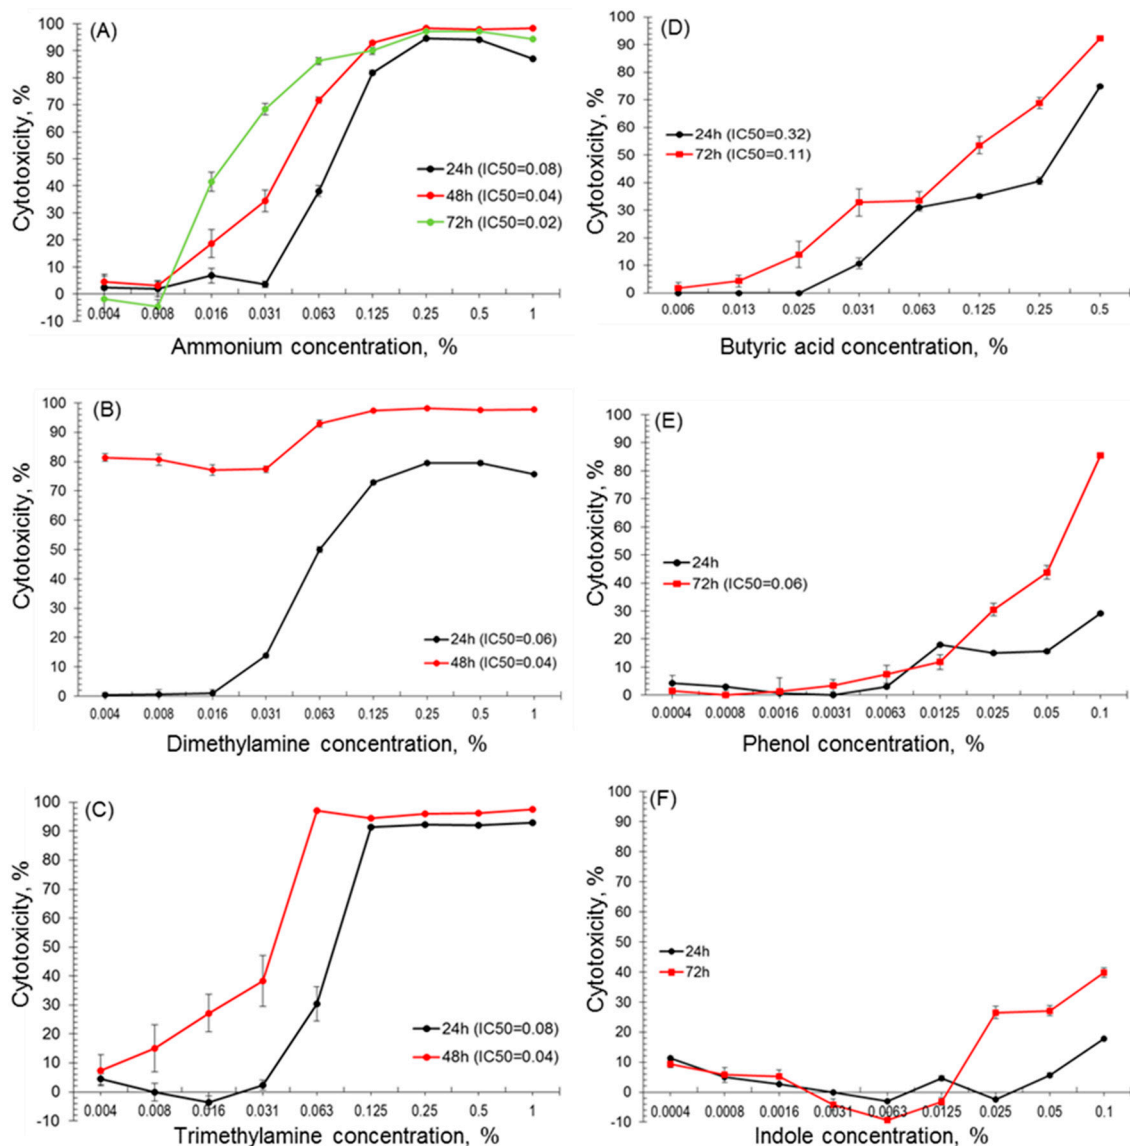 (A)
Cytotoxicity, %
100
90
80
70
60
50
40
30
20
10
0
-10
24h (IC50=0.08)
48h (IC50=0.04)
72h (IC50=0.02)
0.004 0.008 0.016 0.031 0.063 0.125 0.25 0.5 1
Ammonium concentration, %
(D)
Cytotoxicity, %
100
90
80
70
60
50
40
30
20
10
0
24h (IC50=0.32)
72h (IC50=0.11)
0.006 0.013 0.025 0.031 0.063 0.125 0.25 0.5
Butyric acid concentration, %
(B)
Cytotoxicity, %
100
90
80
70
60
50
40
30
20
10
0
24h (IC50=0.06)
48h (IC50=0.04)
0.004 0.008 0.016 0.031 0.063 0.125 0.25 0.5 1
Dimethylamine concentration, %
(E)
Cytotoxicity, %
100
90
80
70
60
50
40
30
20
10
0
24h
72h (IC50=0.06)
0.0004 0.0008 0.0016 0.0031 0.0063 0.0125 0.025 0.05 0.1
Phenol concentration, %
(C)
Cytotoxicity, %
100
90
80
70
60
50
40
30
20
10
0
-10
24h (IC50=0.08)
48h (IC50=0.04)
0.004 0.008 0.016 0.031 0.063 0.125 0.25 0.5 1
Trimethylamine concentration, %
(F)
Cytotoxicity, %
100
90
80
70
60
50
40
30
20
10
0
-10
24h
72h
0.0004 0.0008 0.0016 0.0031 0.0063 0.0125 0.025 0.05 0.1
Indole concentration, %